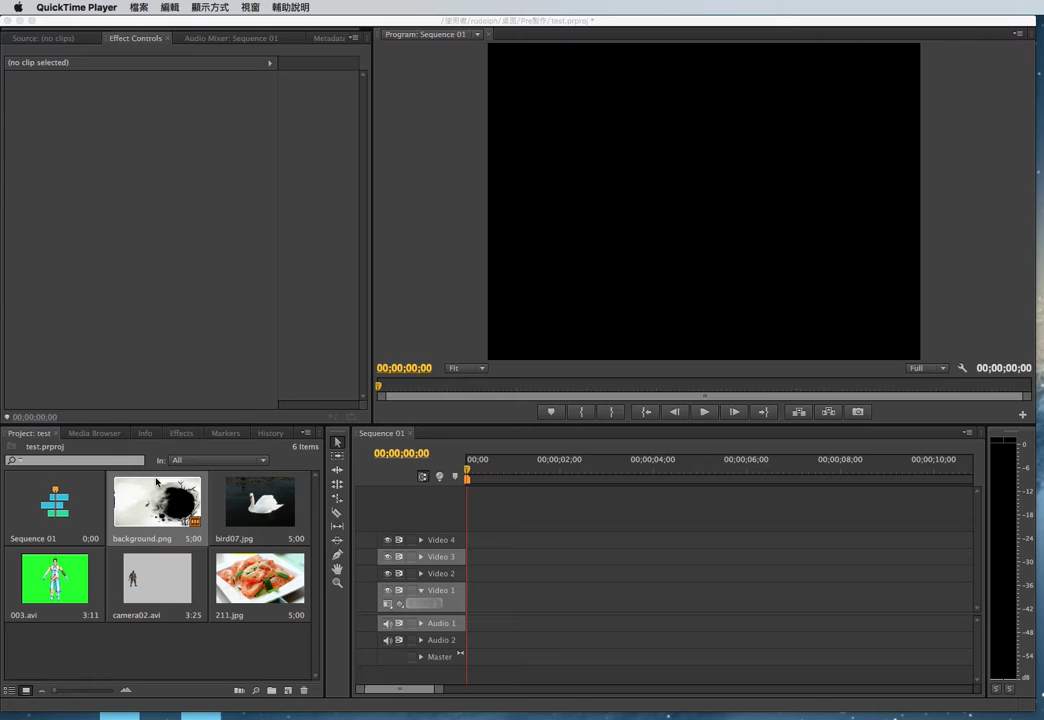 QuickTime Player 檔案 編輯 顯示方式 視窗 輔助說明
/使用者/rudolph/桌面/Pre製作/test.prproj *
Source: (no clips) Effect Controls × Audio Mixer: Sequence 01 Metadata
Program: Sequence 01
(no clip selected)
00;00;00;00 Fit Full 00;00;00;00
00;00;00;00
Project: test × Media Browser Info Effects Markers History
Sequence 01 ×
test.prproj 6 Items
In: All
00;00;00;00
00;00 00;00;02;00 00;00;04;00 00;00;06;00 00;00;08;00 00;00;10;00
Sequence 01 0;00 background.png 5;00 bird07.jpg 5;00
003.avi 3:11 camera02.avi 3:25 211.jpg 5;00
Video 4
Video 3
Video 2
Video 1
Audio 1
Audio 2
Master
0
-6
-12
-18
-24
-30
-36
-42
-48
-54
dB
S S